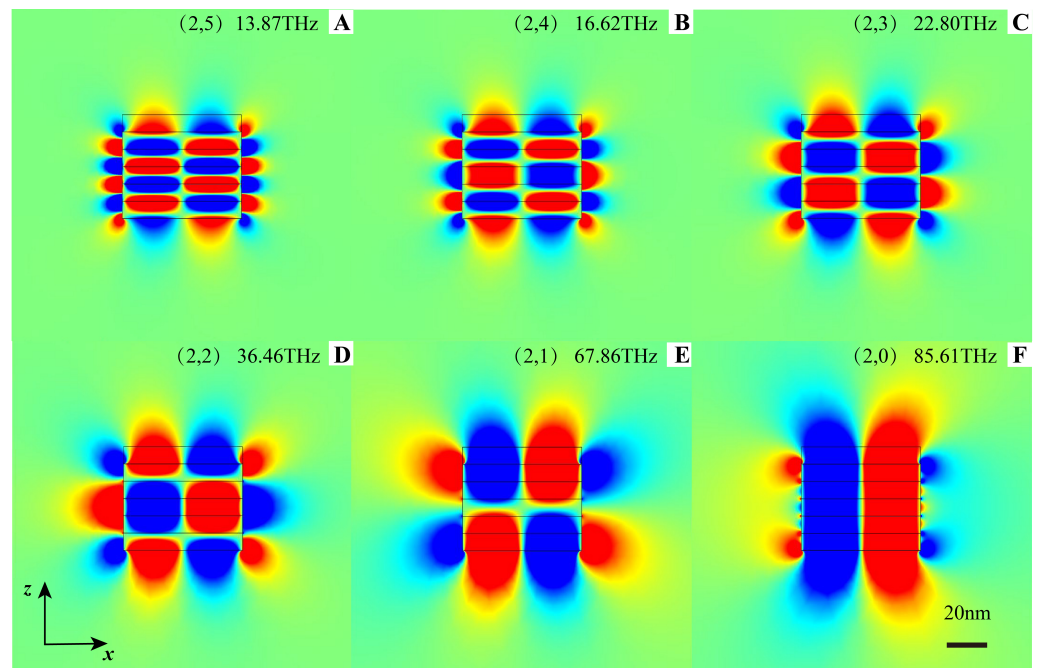 (2,5) 13.87THz A
(2,4) 16.62THz B
(2,3) 22.80THz C
(2,2) 36.46THz D
(2,1) 67.86THz E
(2,0) 85.61THz F
z
x
20nm